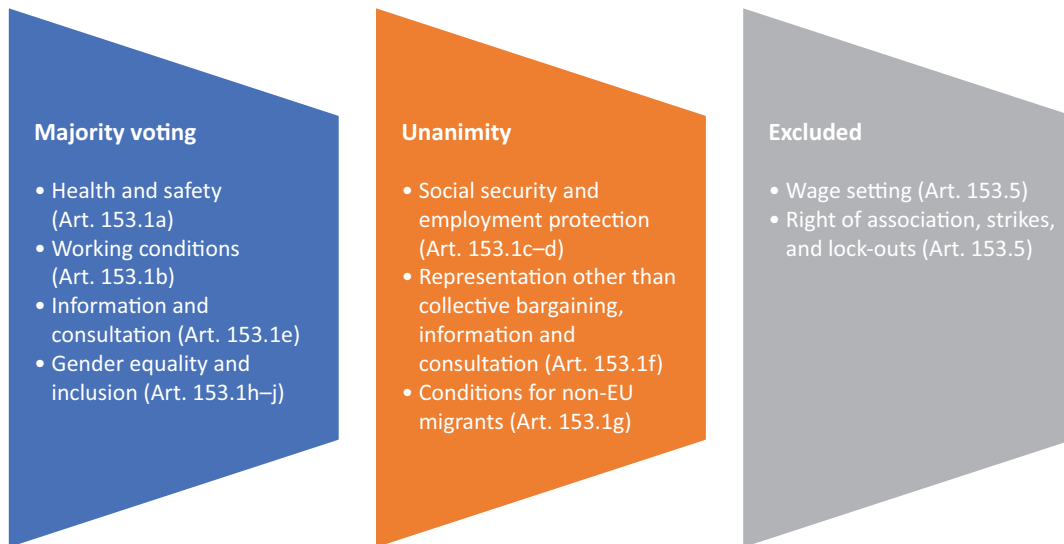 Majority voting
• Health and safety
(Art. 153.1a)
• Working conditions
(Art. 153.1b)
• Information and
consultation (Art. 153.1e)
• Gender equality and
inclusion (Art. 153.1h–j)
Unanimity
• Social security and
employment protection
(Art. 153.1c–d)
• Representation other than
collective bargaining,
information and
consultation (Art. 153.1f)
• Conditions for non-EU
migrants (Art. 153.1g)
Excluded
• Wage setting (Art. 153.5)
• Right of association, strikes,
and lock-outs (Art. 153.5)